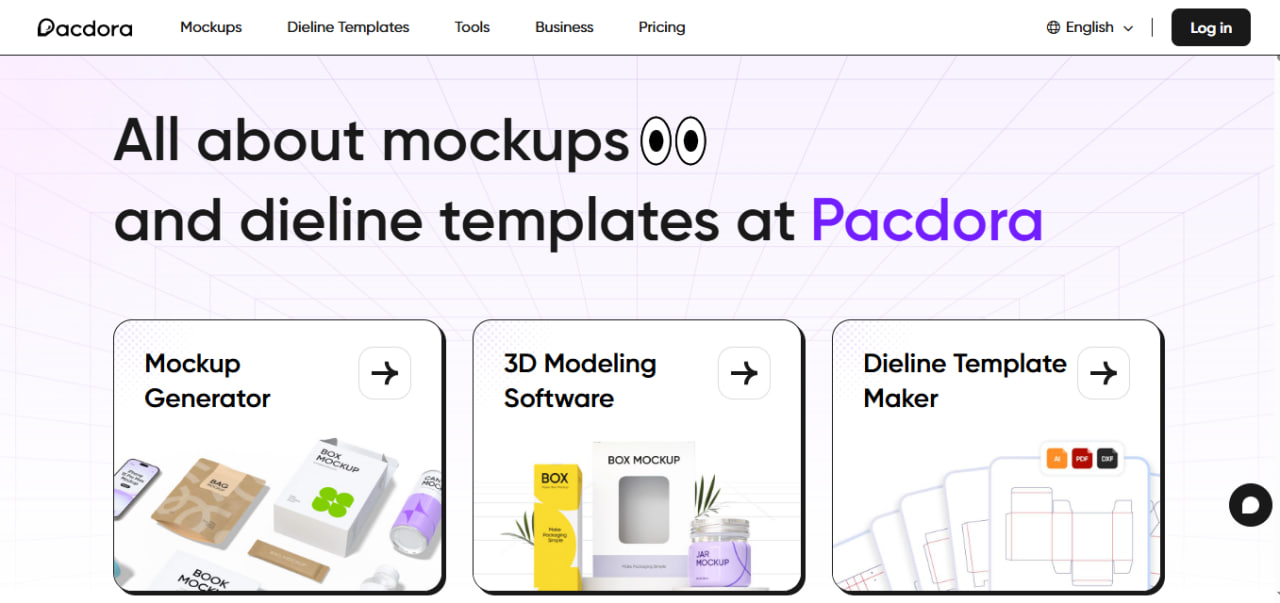 Pacdora
Mockups
Dieline Templates
Tools
Business
Pricing
English
Log in
All about mockups
and dieline templates at Pacdora
Mockup
Generator
3D Modeling
Software
Dieline Template
Maker
BAG
BOX
MOCKUP
BOOK
BOX
Make
Packaging
Simple
BOX MOCKUP
Make Packaging Simple
JAR
MOCKUP
AI
PDF
DXF